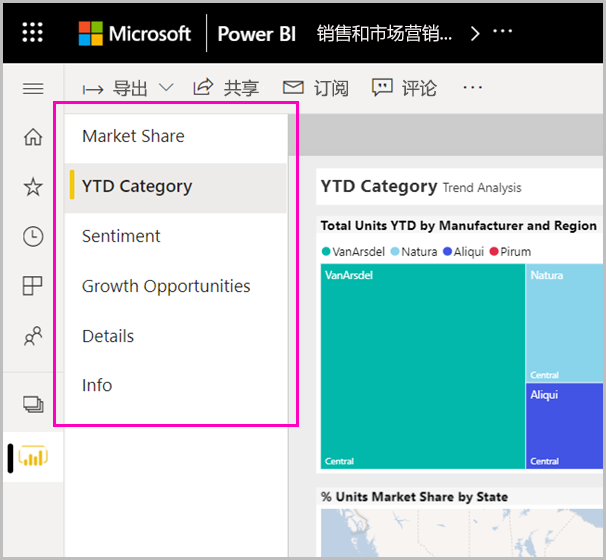 Microsoft Power BI 销售和市场营销...
导出 共享 订阅 评论 ...
Market Share
YTD Category
Sentiment
Growth Opportunities
Details
Info
YTD Category Trend Analysis
Total Units YTD by Manufacturer and Region
VanArsdel Natura Aliqui Pirum
VanArsdel
Natura
Central
Aliqui
Central
Central
% Units Market Share by State